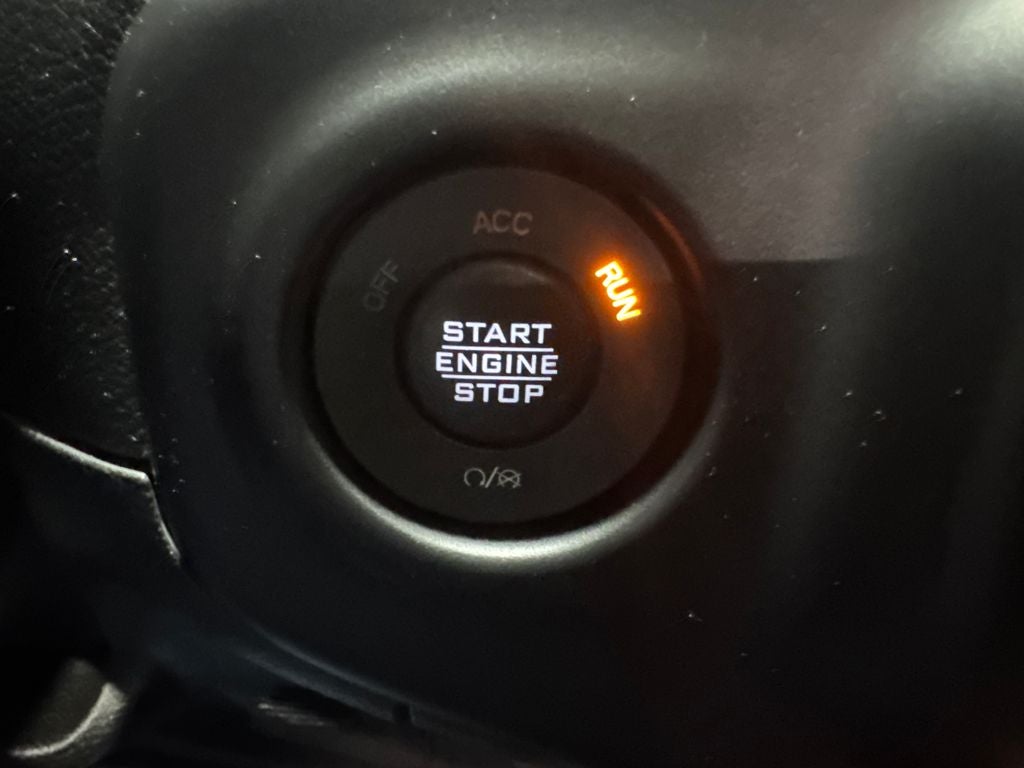 ACC
OFF
RUN
START
ENGINE
STOP